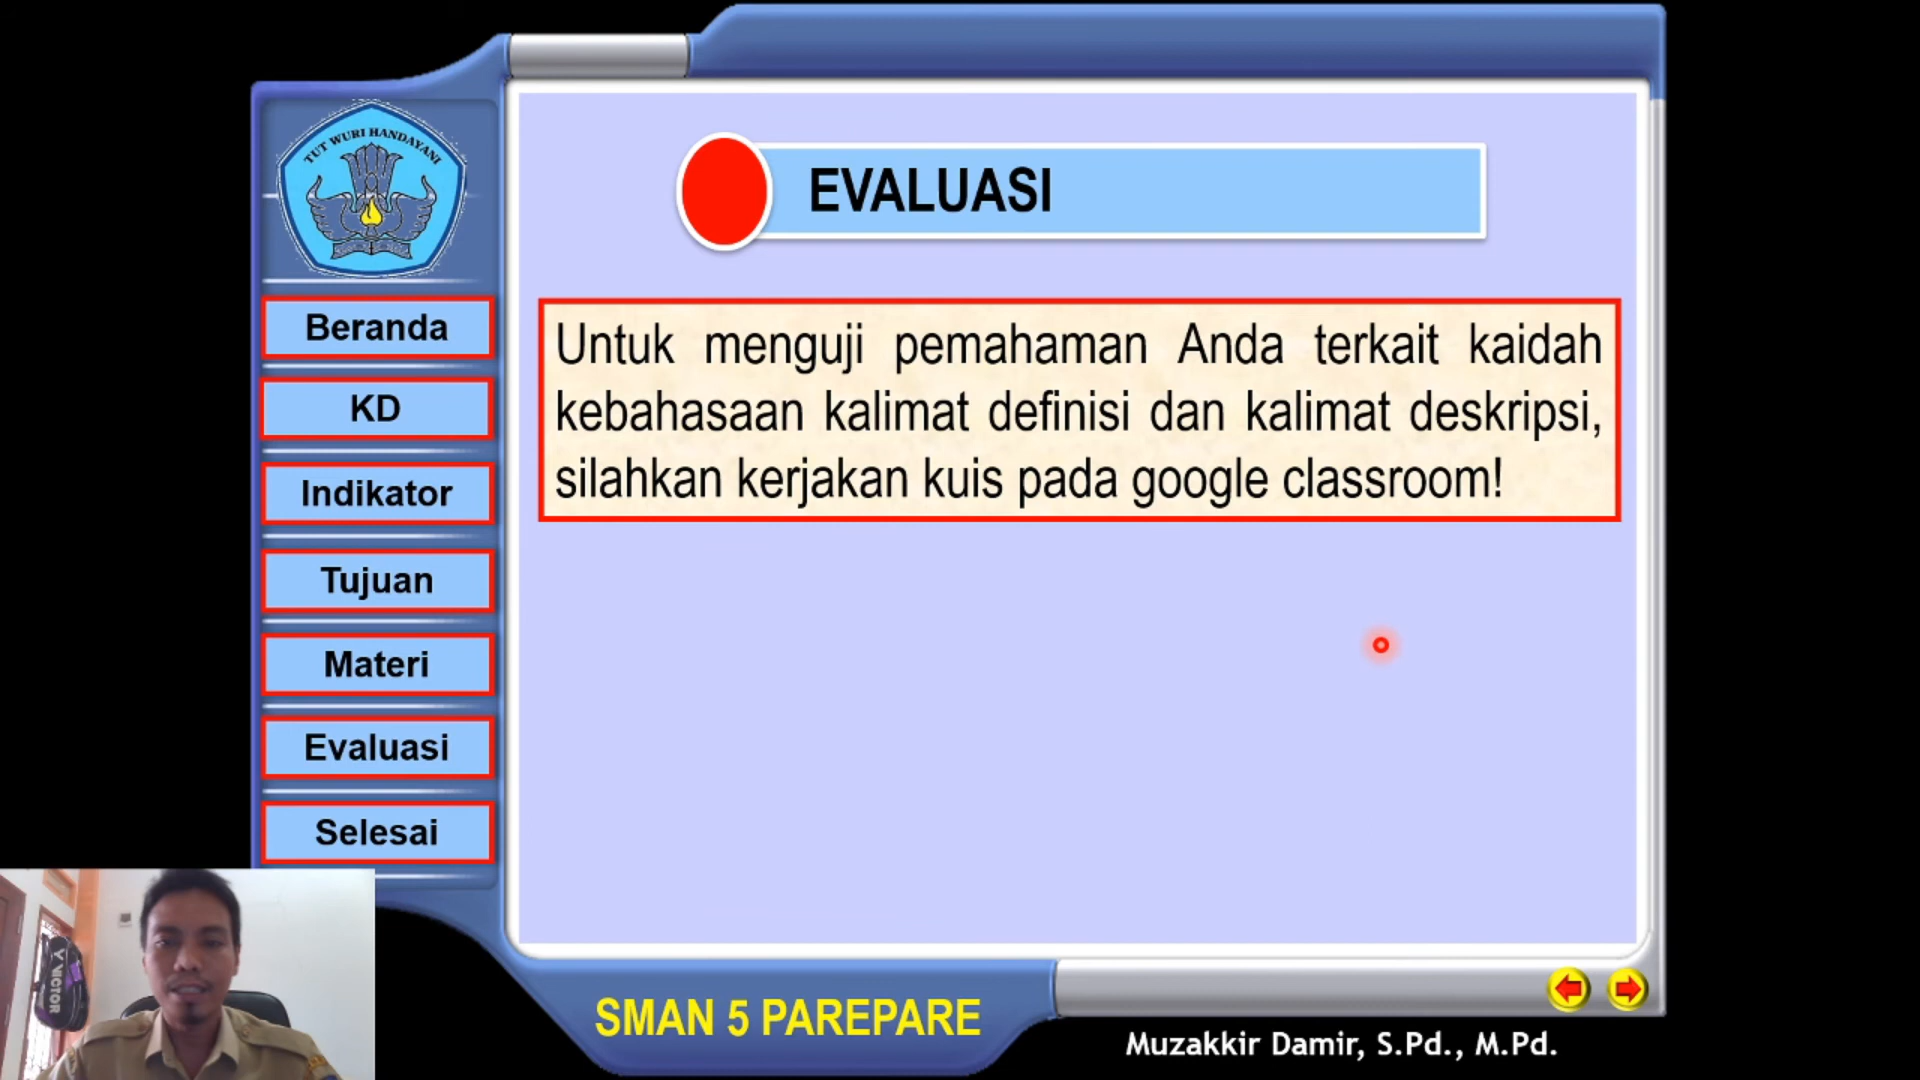 TUT WURI HANDAYANI
EVALUASI
Beranda
KD
Indikator
Tujuan
Materi
Evaluasi
Selesai
Untuk menguji pemahaman Anda terkait kaidah
kebahasaan kalimat definisi dan kalimat deskripsi,
silahkan kerjakan kuis pada google classroom!
VICTOR
SMAN 5 PAREPARE
Muzakkir Damir, S.Pd., M.Pd.